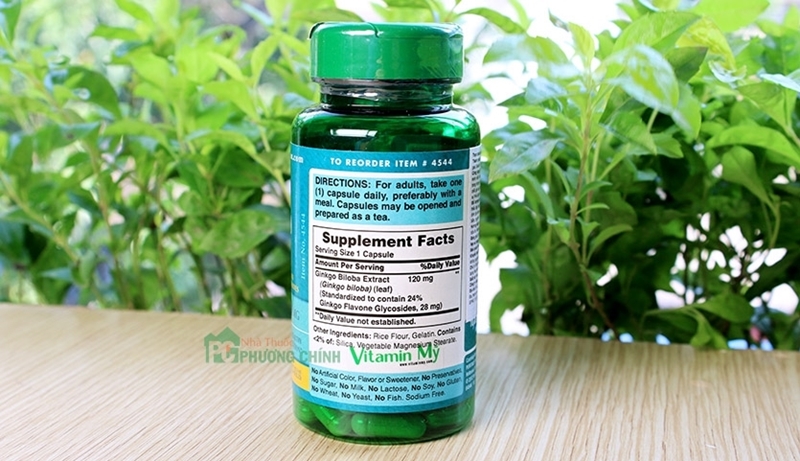 TO REORDER ITEM # 4544
DIRECTIONS: For adults, take one
(1) capsule daily, preferably with a
meal. Capsules may be opened and
prepared as a tea.
Supplement Facts
Serving Size 1 Capsule
Amount Per Serving %Daily Value
Ginkgo Biloba Extract 120 mg **
(Ginkgo biloba) (leaf)
(Standardized to contain 24%
Ginkgo Flavone Glycosides, 28 mg)
**Daily Value not established.
Other Ingredients: Rice Flour, Gelatin, Contains
<2% of: Silica, Vegetable Magnesium Stearate.
Vitamin My
No Artificial Color, Flavor or Sweetener, No Preservatives,
No Sugar, No Milk, No Lactose, No Soy, No Gluten,
No Wheat, No Yeast, No Fish. Sodium Free.
Item No. 4544
Nhà Thuốc
PHƯƠNG CHÍNH